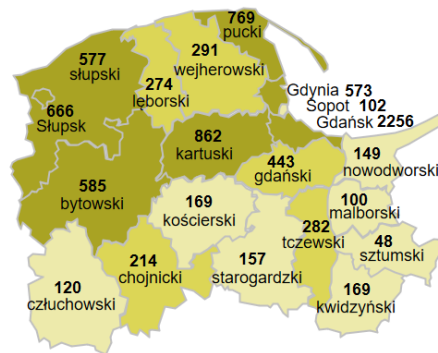 769
pucki
577
słupski
291
wejherowski
274
lęborski
Gdynia 573
Sopot 102
Gdańsk 2256
666
Słupsk
862
kartuski
443
gdański
149
nowodworski
585
bytowski
169
kościerski
100
malborski
282
tczewski
48
sztumski
214
chojnicki
157
starogardzki
120
człuchowski
169
kwidzyński